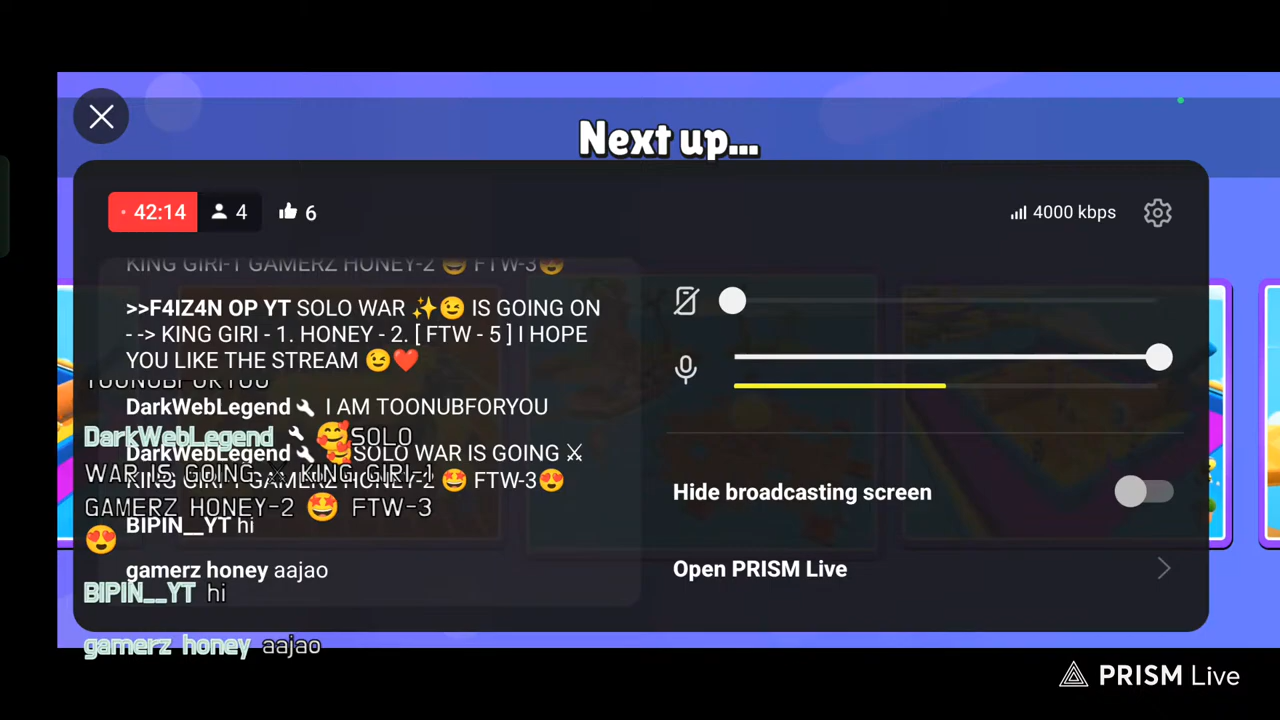 Next up...
42:14 4 6
4000 kbps
KING GIRI-1 GAMERZ HONEY-2 🤩 FTW-3😍
>>F4IZ4N OP YT SOLO WAR ✨😉 IS GOING ON
--> KING GIRI - 1. HONEY - 2. [ FTW - 5 ] I HOPE
YOU LIKE THE STREAM 😉❤️
TOONUBFORYOU
DarkWebLegend🔧 I AM TOONUBFORYOU
DarkWebLegend🔧 🥰SOLO WAR IS GOING ⚔
KING GIRI-1 GAMERZ HONEY-2 🤩 FTW-3😍
BIPIN__YT hi
gamerz honey aajao
DarkWebLegend 🔧 🥰SOLO
WAR IS GOING ⚔ KING GIRI-1
GAMERZ HONEY-2 🤩 FTW-3
😍
BIPIN__YT hi
gamerz honey aajao
Hide broadcasting screen
Open PRISM Live
PRISM Live